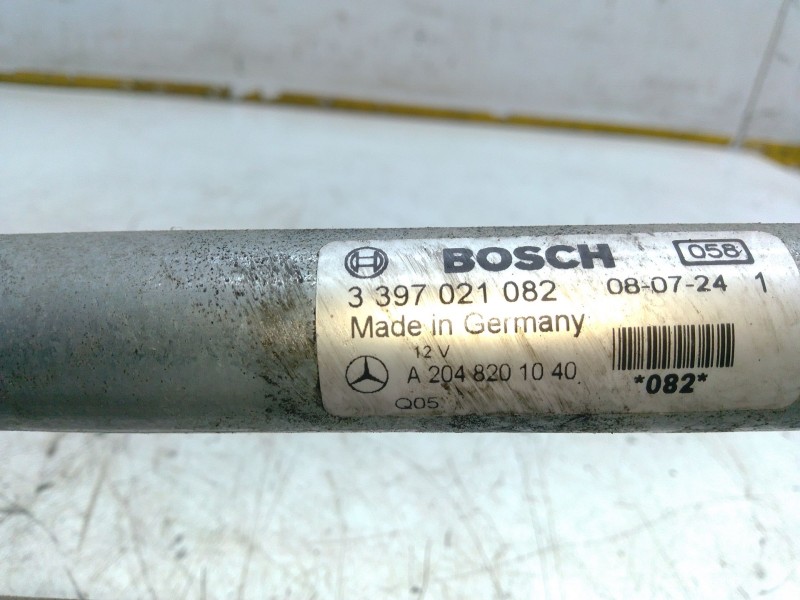 BOSCH 058
3 397 021 082 08-07-24 1
Made in Germany
12 V
A 204 820 10 40
*082*
Q05